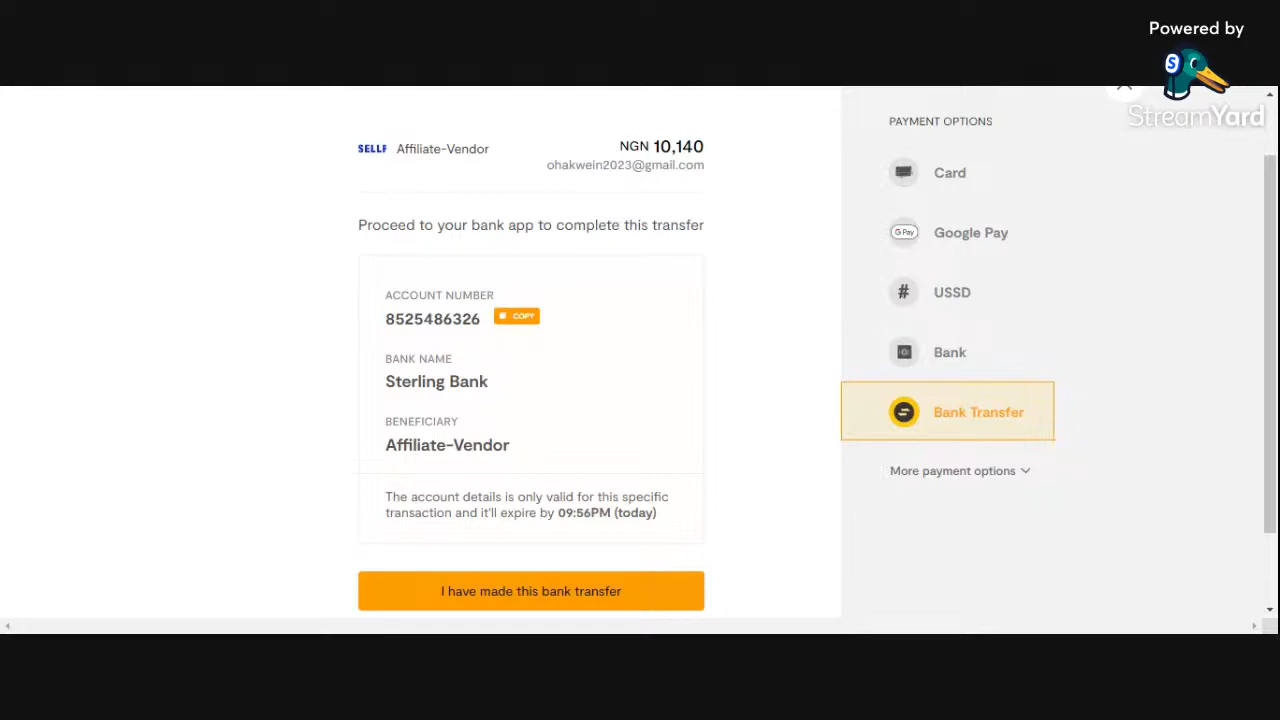 Powered by
StreamYard
SELLF Affiliate-Vendor
NGN 10,140
ohakwein2023@gmail.com
Proceed to your bank app to complete this transfer
ACCOUNT NUMBER
8525486326 COPY
BANK NAME
Sterling Bank
BENEFICIARY
Affiliate-Vendor
The account details is only valid for this specific
transaction and it'll expire by 09:56PM (today)
I have made this bank transfer
PAYMENT OPTIONS
Card
G Pay Google Pay
# USSD
Bank
Bank Transfer
More payment options